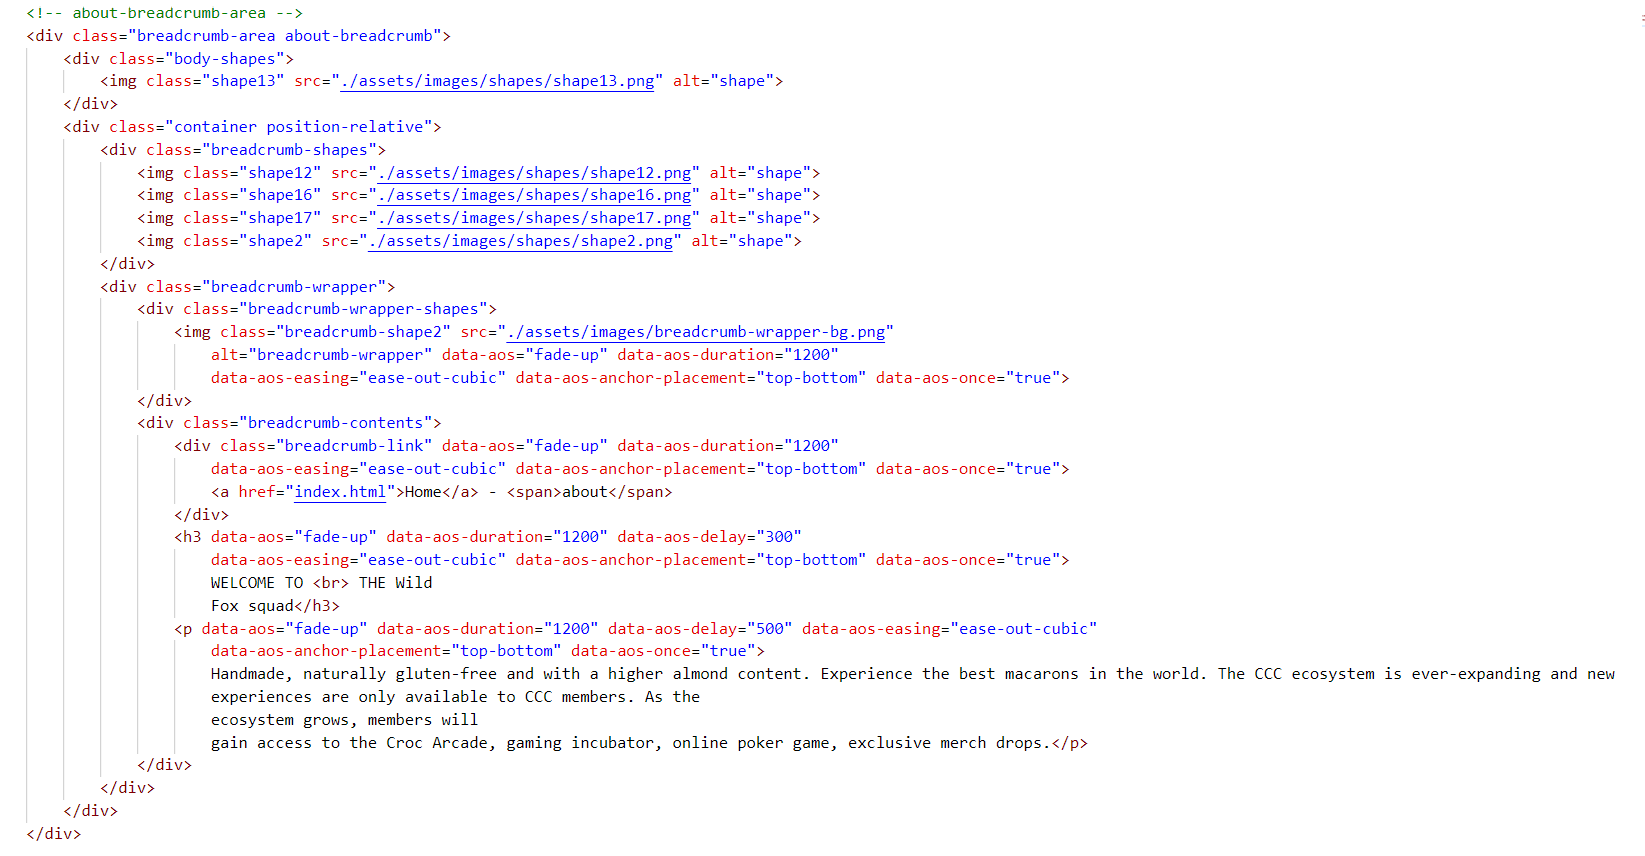 <!-- about-breadcrumb-area -->
<div class="breadcrumb-area about-breadcrumb">
<div class="body-shapes">
<img class="shape13" src="./assets/images/shapes/shape13.png" alt="shape">
</div>
<div class="container position-relative">
<div class="breadcrumb-shapes">
<img class="shape12" src="./assets/images/shapes/shape12.png" alt="shape">
<img class="shape16" src="./assets/images/shapes/shape16.png" alt="shape">
<img class="shape17" src="./assets/images/shapes/shape17.png" alt="shape">
<img class="shape2" src="./assets/images/shapes/shape2.png" alt="shape">
</div>
<div class="breadcrumb-wrapper">
<div class="breadcrumb-wrapper-shapes">
<img class="breadcrumb-shape2" src="./assets/images/breadcrumb-wrapper-bg.png"
alt="breadcrumb-wrapper" data-aos="fade-up" data-aos-duration="1200"
data-aos-easing="ease-out-cubic" data-aos-anchor-placement="top-bottom" data-aos-once="true">
</div>
<div class="breadcrumb-contents">
<div class="breadcrumb-link" data-aos="fade-up" data-aos-duration="1200"
data-aos-easing="ease-out-cubic" data-aos-anchor-placement="top-bottom" data-aos-once="true">
<a href="index.html">Home</a> - <span>about</span>
</div>
<h3 data-aos="fade-up" data-aos-duration="1200" data-aos-delay="300"
data-aos-easing="ease-out-cubic" data-aos-anchor-placement="top-bottom" data-aos-once="true">
WELCOME TO <br> THE Wild
Fox squad</h3>
<p data-aos="fade-up" data-aos-duration="1200" data-aos-delay="500" data-aos-easing="ease-out-cubic"
data-aos-anchor-placement="top-bottom" data-aos-once="true">
Handmade, naturally gluten-free and with a higher almond content. Experience the best macarons in the world. The CCC ecosystem is ever-expanding and new
experiences are only available to CCC members. As the
ecosystem grows, members will
gain access to the Croc Arcade, gaming incubator, online poker game, exclusive merch drops.</p>
</div>
</div>
</div>
</div>